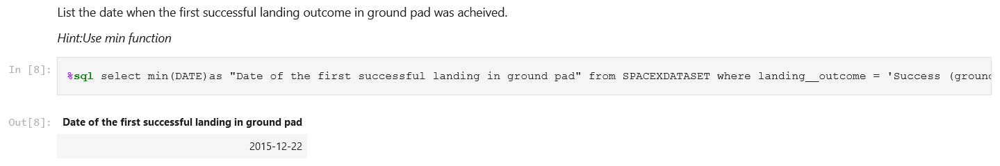 List the date when the first successful landing outcome in ground pad was acheived.
Hint:Use min function
In [8]: %sql select min(DATE)as "Date of the first successful landing in ground pad" from SPACEXDATASET where landing__outcome = 'Success (ground
Out[8]: Date of the first successful landing in ground pad
2015-12-22